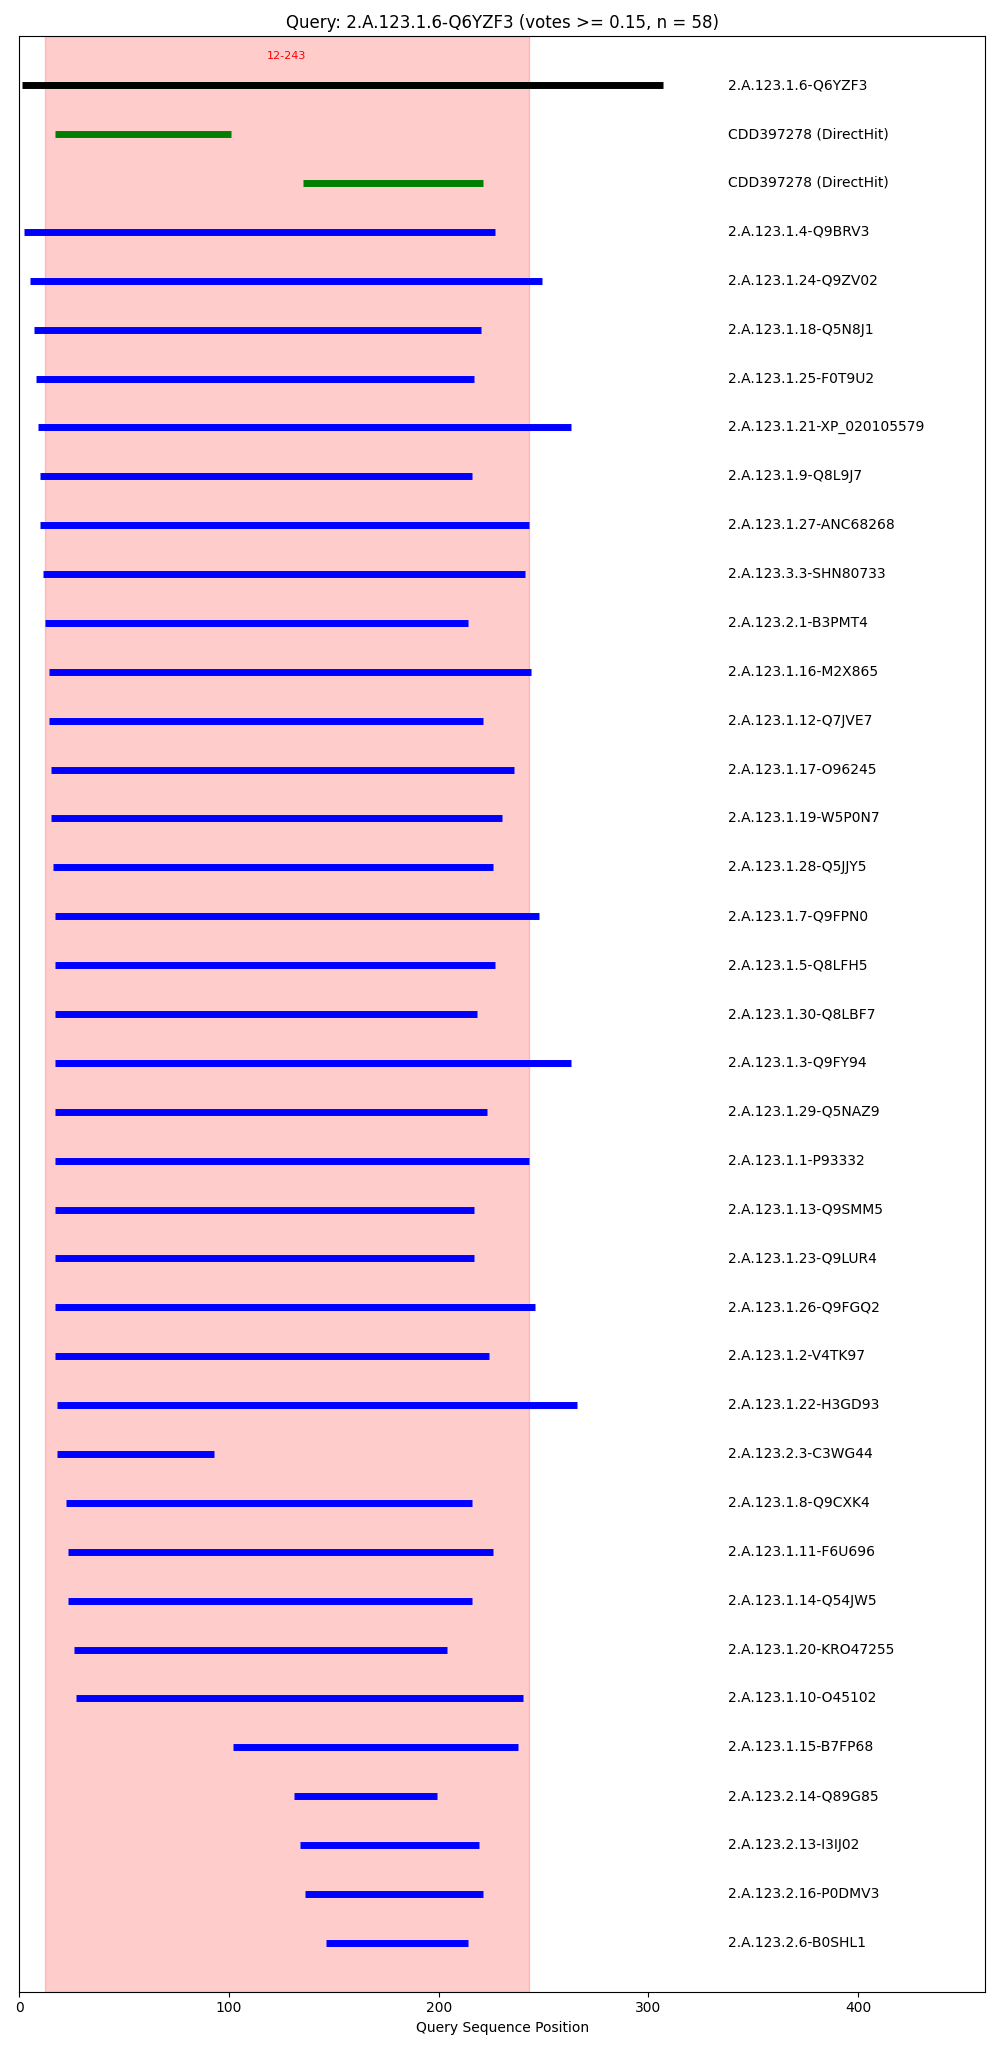 Query: 2.A.123.1.6-Q6YZF3 (votes >= 0.15, n = 58)
12-243
2.A.123.1.6-Q6YZF3
CDD397278 (DirectHit)
CDD397278 (DirectHit)
2.A.123.1.4-Q9BRV3
2.A.123.1.24-Q9ZV02
2.A.123.1.18-Q5N8J1
2.A.123.1.25-F0T9U2
2.A.123.1.21-XP_020105579
2.A.123.1.9-Q8L9J7
2.A.123.1.27-ANC68268
2.A.123.3.3-SHN80733
2.A.123.2.1-B3PMT4
2.A.123.1.16-M2X865
2.A.123.1.12-Q7JVE7
2.A.123.1.17-O96245
2.A.123.1.19-W5P0N7
2.A.123.1.28-Q5JJY5
2.A.123.1.7-Q9FPN0
2.A.123.1.5-Q8LFH5
2.A.123.1.30-Q8LBF7
2.A.123.1.3-Q9FY94
2.A.123.1.29-Q5NAZ9
2.A.123.1.1-P93332
2.A.123.1.13-Q9SMM5
2.A.123.1.23-Q9LUR4
2.A.123.1.26-Q9FGQ2
2.A.123.1.2-V4TK97
2.A.123.1.22-H3GD93
2.A.123.2.3-C3WG44
2.A.123.1.8-Q9CXK4
2.A.123.1.11-F6U696
2.A.123.1.14-Q54JW5
2.A.123.1.20-KRO47255
2.A.123.1.10-O45102
2.A.123.1.15-B7FP68
2.A.123.2.14-Q89G85
2.A.123.2.13-I3IJ02
2.A.123.2.16-P0DMV3
2.A.123.2.6-B0SHL1
0 100 200 300 400
Query Sequence Position